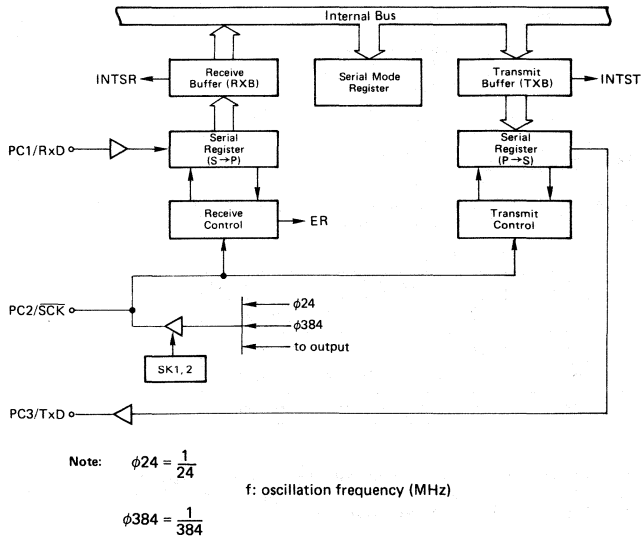 Internal Bus
INTSR
Receive
Buffer (RXB)
Serial Mode
Register
Transmit
Buffer (TXB)
INTST
PC1/RxD
Serial
Register
(S→P)
Serial
Register
(P→S)
Receive
Control
ER
Transmit
Control
PC2/S̅C̅K̅
ϕ24
ϕ384
to output
SK1, 2
PC3/TxD
Note: ϕ24 = 1/24
f: oscillation frequency (MHz)
ϕ384 = 1/384